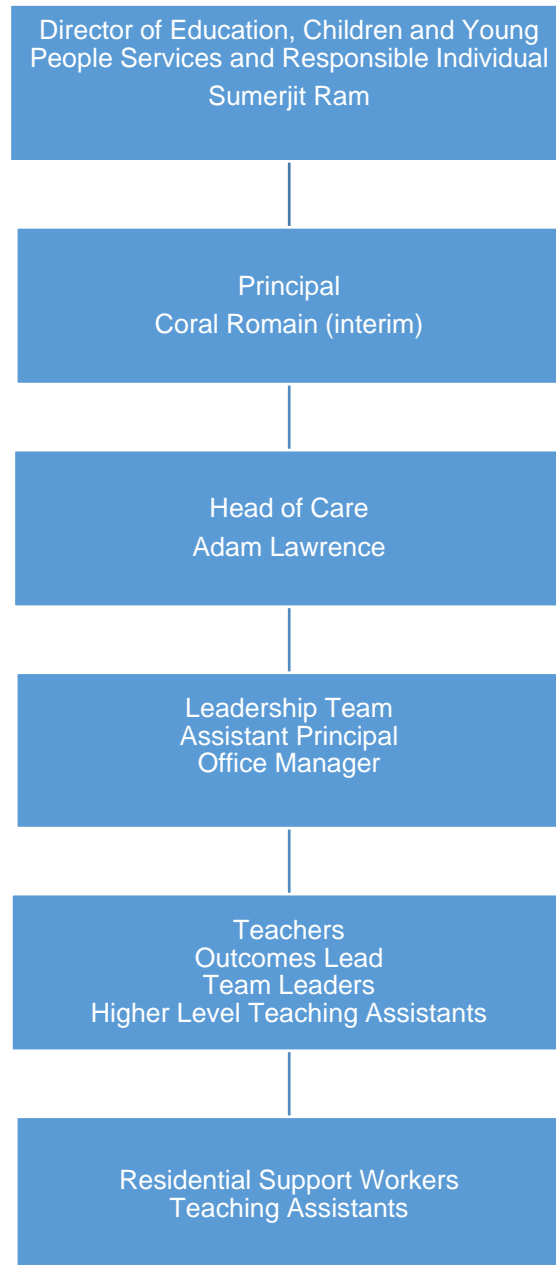 Director of Education, Children and Young
People Services and Responsible Individual
Sumerjit Ram
Principal
Coral Romain (interim)
Head of Care
Adam Lawrence
Leadership Team
Assistant Principal
Office Manager
Teachers
Outcomes Lead
Team Leaders
Higher Level Teaching Assistants
Residential Support Workers
Teaching Assistants